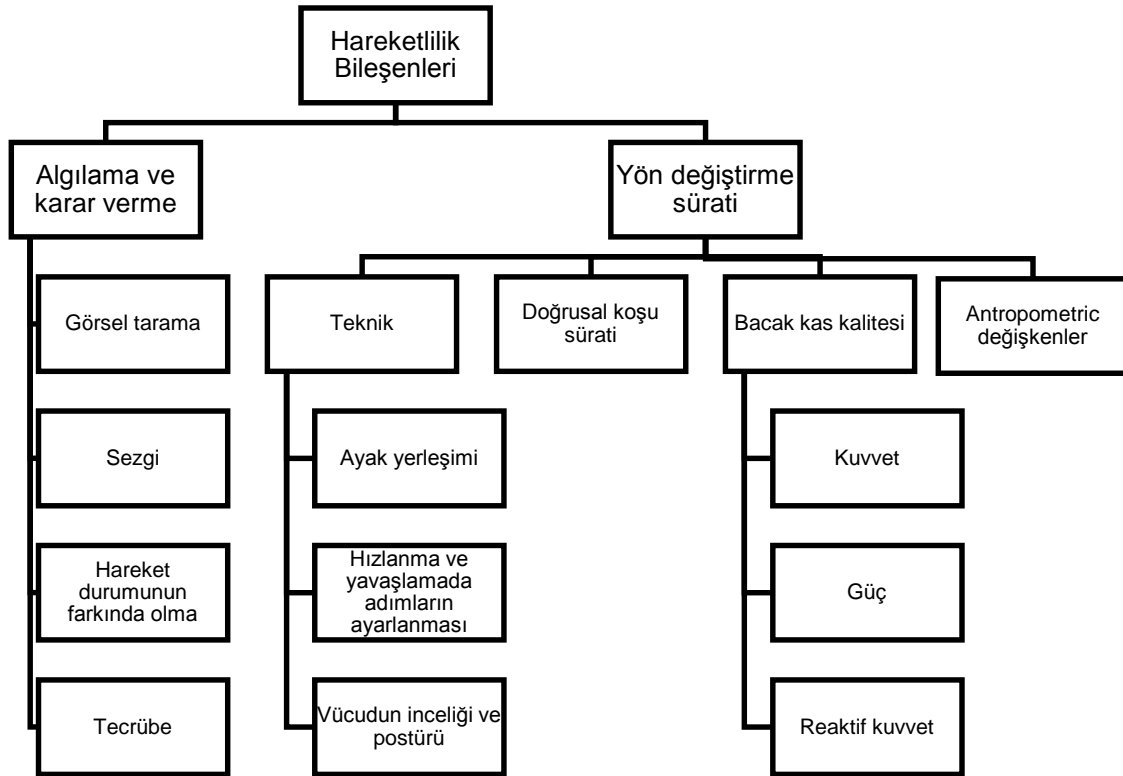 Hareketlilik
Bileşenleri
Algılama ve
karar verme
Yön değiştirme
sürati
Görsel tarama
Teknik
Doğrusal koşu
sürati
Bacak kas kalitesi
Antropometric
değişkenler
Sezgi
Ayak yerleşimi
Kuvvet
Hareket
durumunun
farkında olma
Hızlanma ve
yavaşlamada
adımların
ayarlanması
Güç
Tecrübe
Vücudun inceliği ve
postürü
Reaktif kuvvet